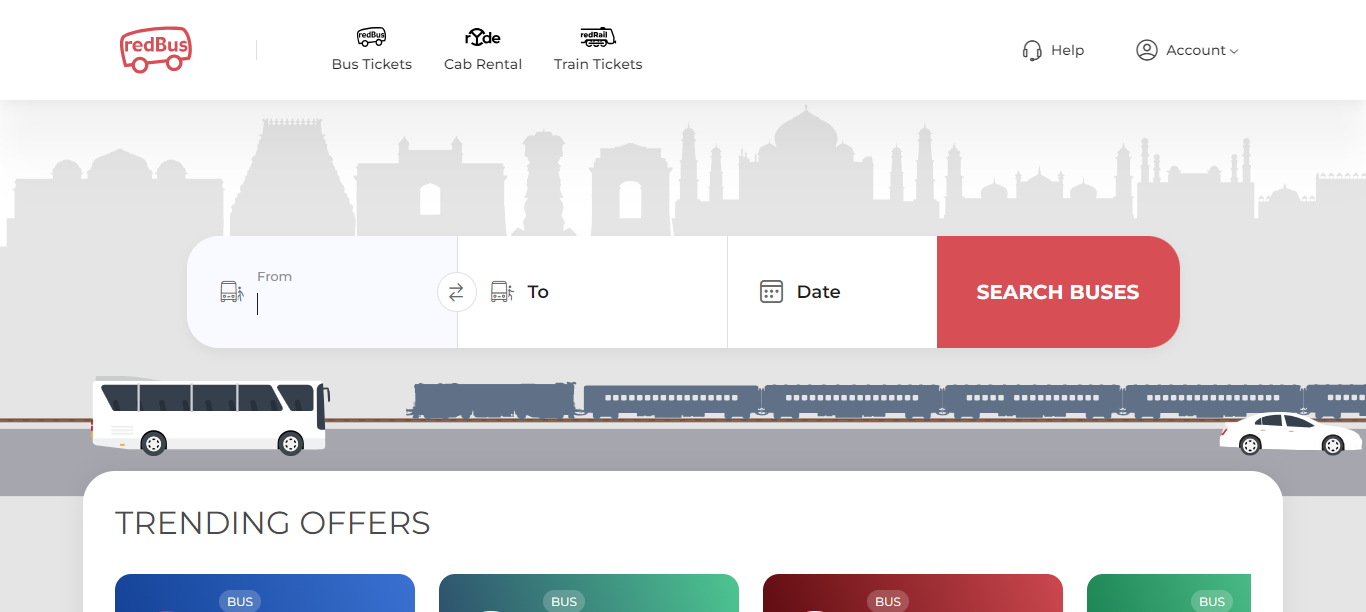 redBus
redBus
Bus Tickets
rYde
Cab Rental
redRail
Train Tickets
Help
Account
From
To
Date
SEARCH BUSES
TRENDING OFFERS
BUS
BUS
BUS
BUS